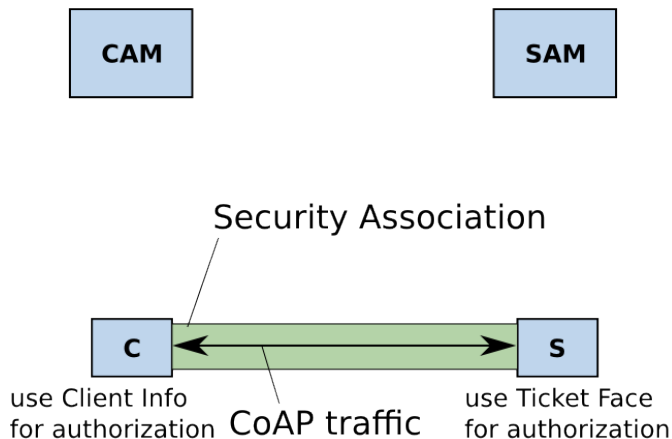 CAM
SAM
Security Association
C
S
use Client Info
for authorization
use Ticket Face
for authorization
CoAP traffic